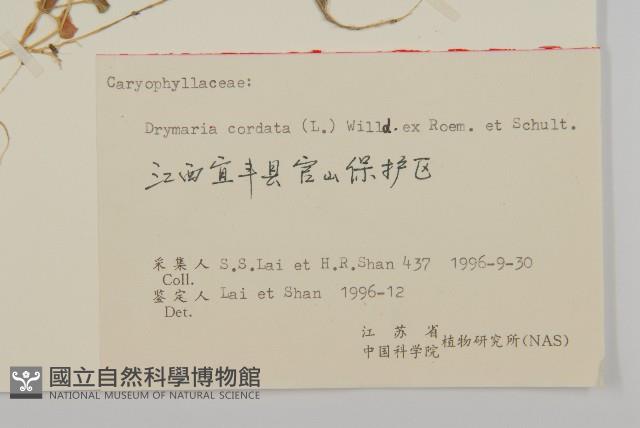 Caryophyllaceae:
Drymaria cordata (L.) Willd. ex Roem. et Schult.
江西宜丰县官山保护区
采集人 S.S.Lai et H.R.Shan 437 1996-9-30
Coll.
鉴定人 Lai et Shan 1996-12
Det.
江苏省
中国科学院 植物研究所(NAS)
國立自然科學博物館
NATIONAL MUSEUM OF NATURAL SCIENCE